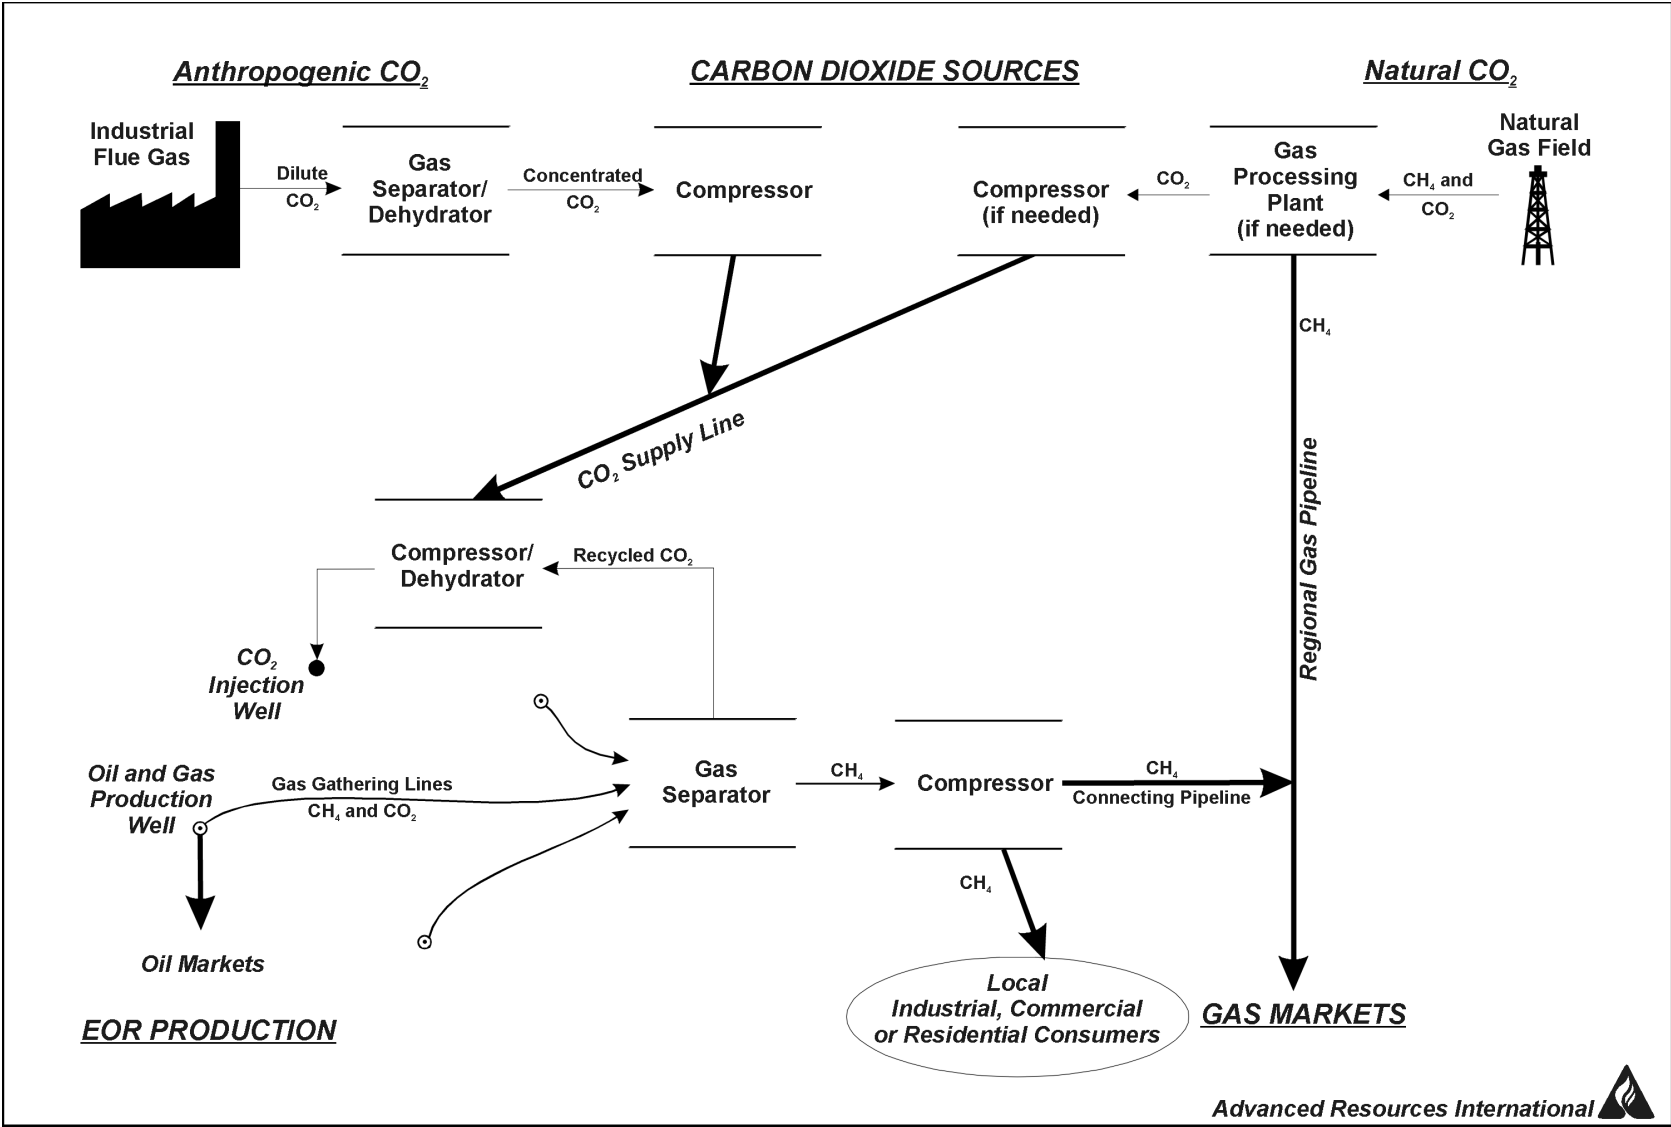 Anthropogenic CO₂
CARBON DIOXIDE SOURCES
Natural CO₂
Industrial
Flue Gas
Dilute
CO₂
Gas
Separator/
Dehydrator
Concentrated
CO₂
Compressor
Compressor
(if needed)
CO₂
Gas
Processing
Plant
(if needed)
CH₄ and
CO₂
Natural
Gas Field
CH₄
CO₂ Supply Line
Regional Gas Pipeline
Compressor/
Dehydrator
Recycled CO₂
CO₂
Injection
Well
Oil and Gas
Production
Well
Gas Gathering Lines
CH₄ and CO₂
Gas
Separator
CH₄
Compressor
CH₄
Connecting Pipeline
CH₄
Oil Markets
Local
Industrial, Commercial
or Residential Consumers
GAS MARKETS
EOR PRODUCTION
Advanced Resources International